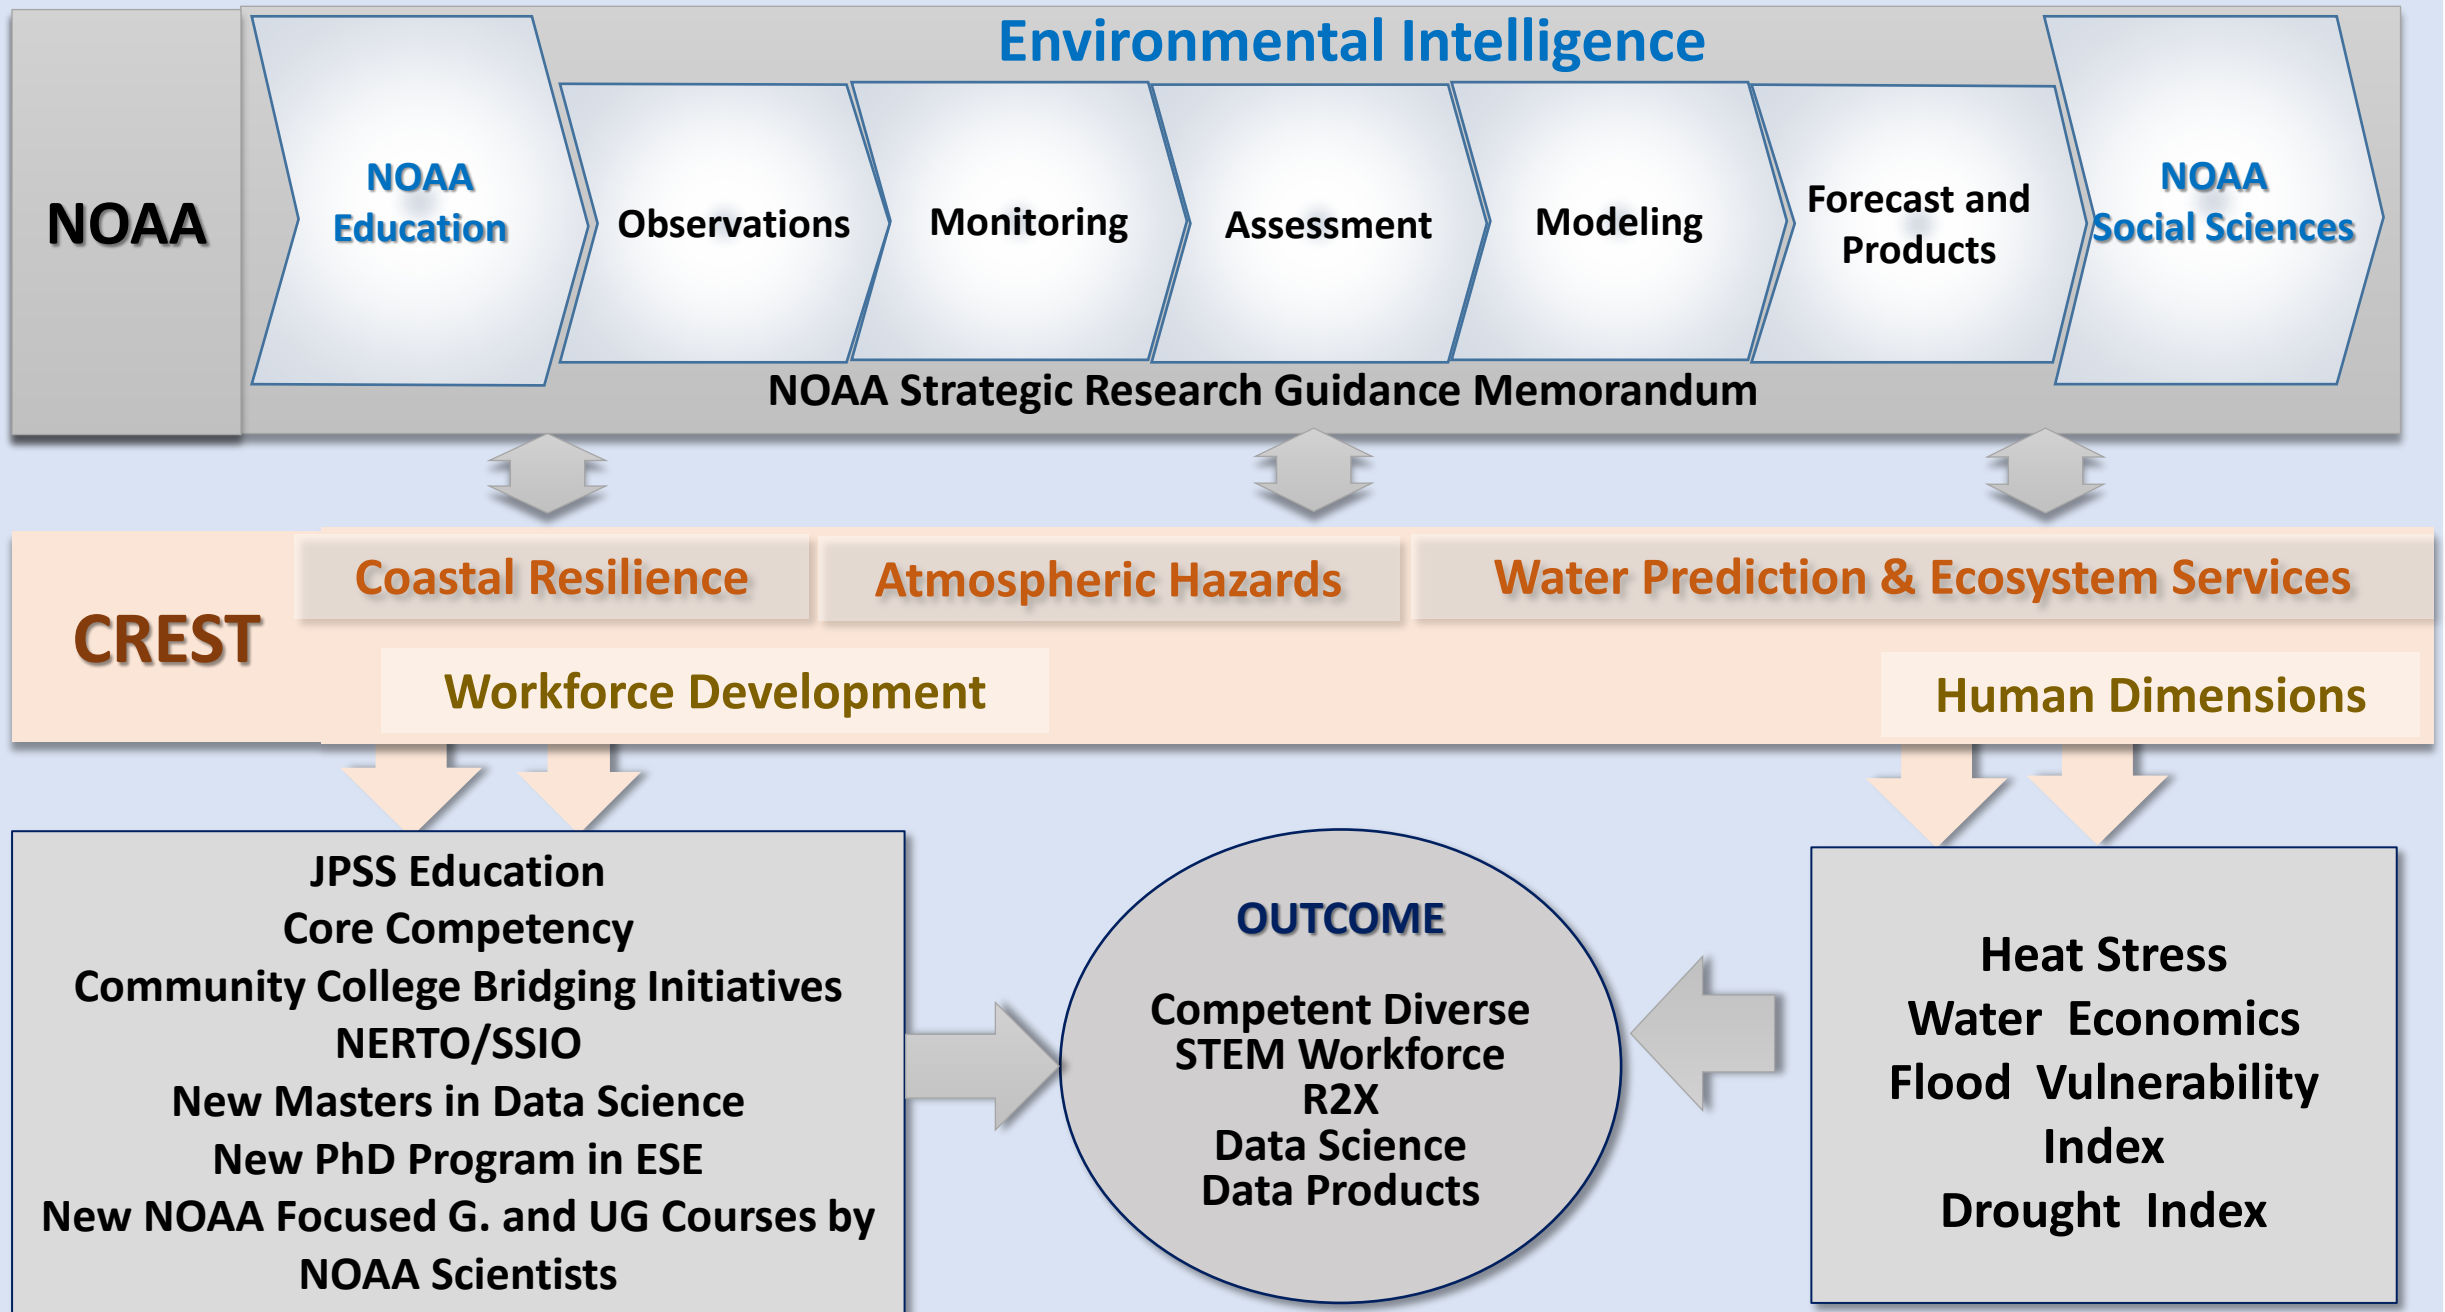 Environmental Intelligence
NOAA
NOAA
Education
Observations
Monitoring
Assessment
Modeling
Forecast and
Products
NOAA
Social Sciences
NOAA Strategic Research Guidance Memorandum
CREST
Coastal Resilience
Atmospheric Hazards
Water Prediction & Ecosystem Services
Workforce Development
Human Dimensions
JPSS Education
Core Competency
Community College Bridging Initiatives
NERTO/SSIO
New Masters in Data Science
New PhD Program in ESE
New NOAA Focused G. and UG Courses by
NOAA Scientists
OUTCOME
Competent Diverse
STEM Workforce
R2X
Data Science
Data Products
Heat Stress
Water Economics
Flood Vulnerability
Index
Drought Index